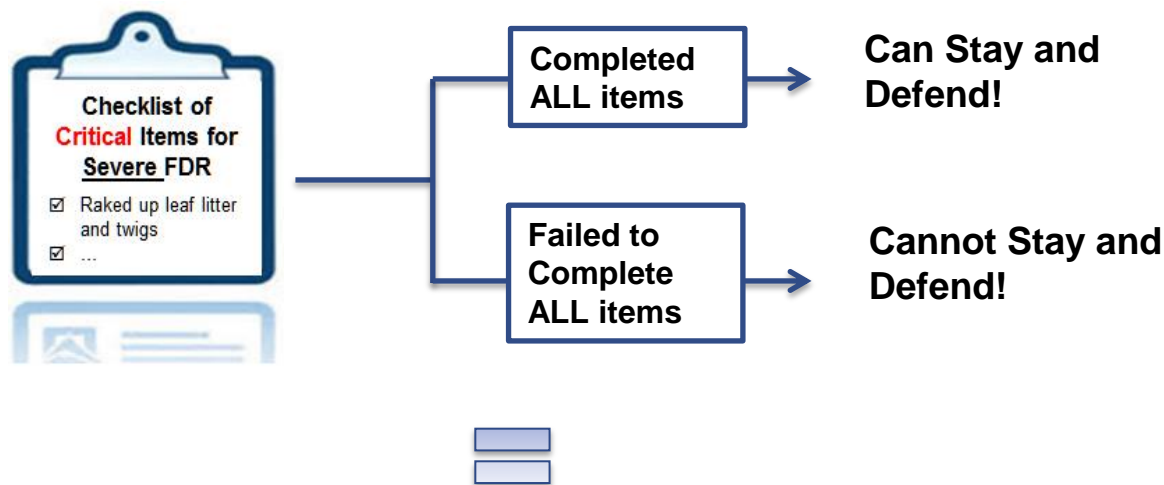 Checklist of
Critical Items for
Severe FDR
☑ Raked up leaf litter
and twigs
☑ ...
Completed
ALL items
Can Stay and
Defend!
Failed to
Complete
ALL items
Cannot Stay and
Defend!